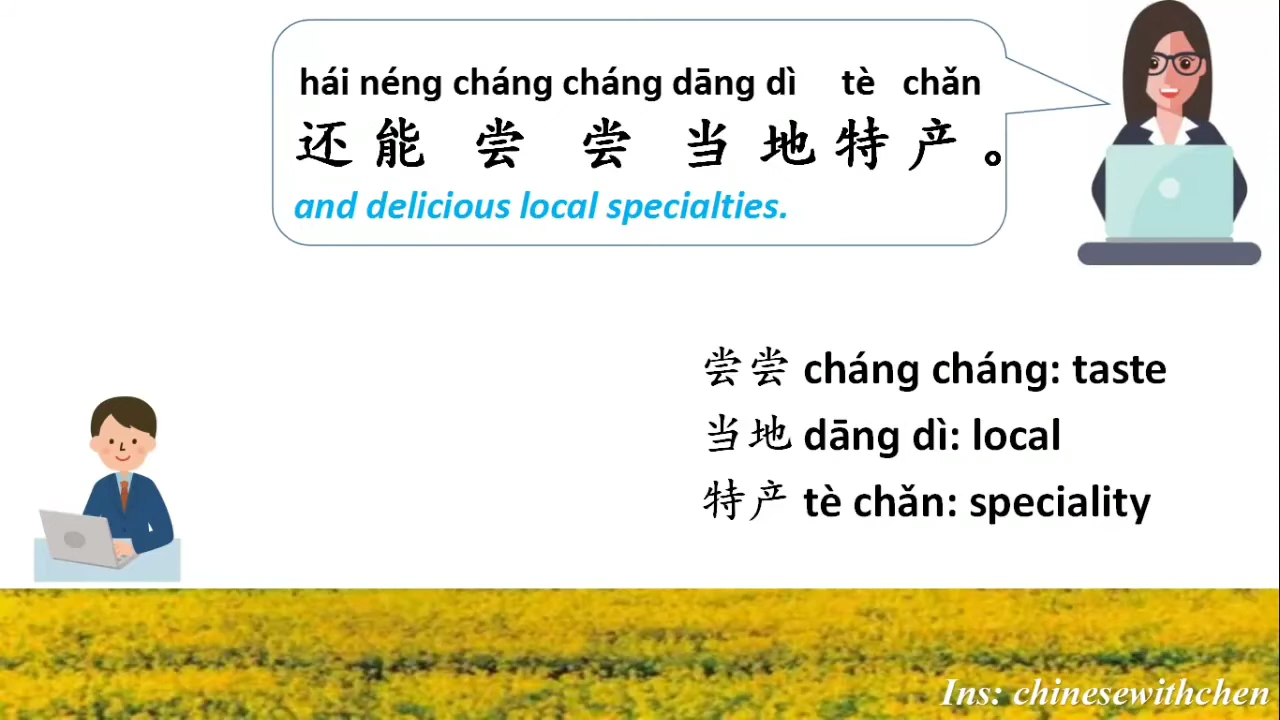 hái néng cháng cháng dāng dì tè chǎn
还能尝尝当地特产。
and delicious local specialties.
尝尝 cháng cháng: taste
当地 dāng dì: local
特产 tè chǎn: speciality
Ins: chinesewithchen